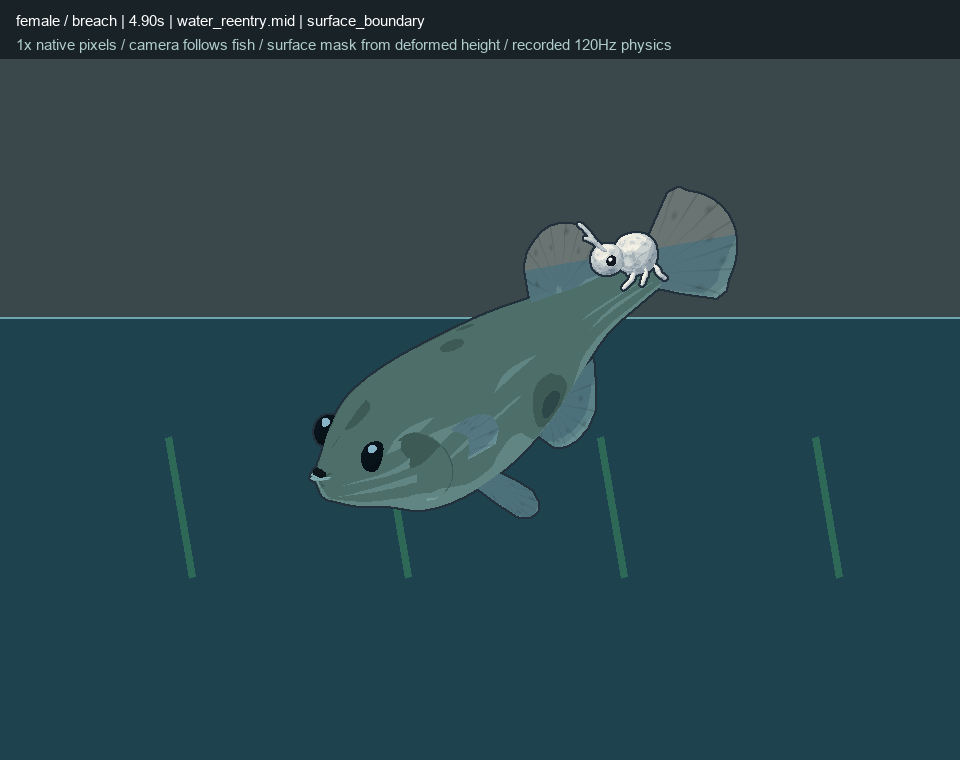 female / breach | 4.90s | water_reentry.mid | surface_boundary
1x native pixels / camera follows fish / surface mask from deformed height / recorded 120Hz physics